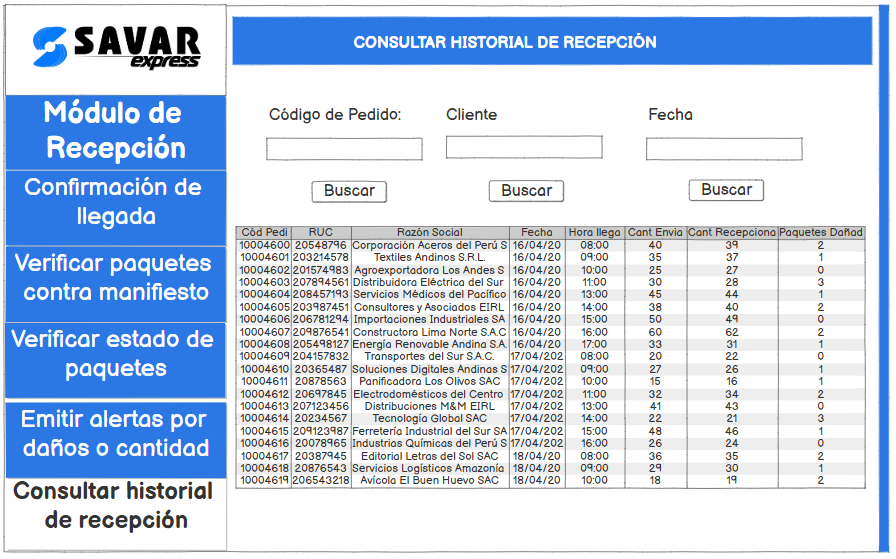 SAVAR
express
CONSULTAR HISTORIAL DE RECEPCIÓN
Módulo de
Recepción
Confirmación de
llegada
Verificar paquetes
contra manifiesto
Verificar estado de
paquetes
Emitir alertas por
daños o cantidad
Consultar historial
de recepción
Código de Pedido: Cliente Fecha
Buscar Buscar Buscar
Cód Pedi RUC Razón Social Fecha Hora llega Cant Envia Cant Recepciona Paquetes Dañad
10004600 20548796 Corporación Aceros del Perú S 16/04/20 08:00 40 39 2
10004601 203214578 Textiles Andinos S.R.L. 16/04/20 09:00 35 37 1
10004602 201574983 Agroexportadora Los Andes S 16/04/20 10:00 25 27 0
10004603 207894561 Distribuidora Eléctrica del Sur 16/04/20 11:00 30 28 3
10004604 208457193 Servicios Médicos del Pacífico 16/04/20 13:00 45 44 1
10004605 203987451 Consultores y Asociados EIRL 16/04/20 14:00 38 40 2
10004606 206781294 Importaciones Industriales SA 16/04/20 15:00 50 49 0
10004607 209876541 Constructora Lima Norte S.A.C 16/04/20 16:00 60 62 2
10004608 205498127 Energía Renovable Andina S.A. 16/04/20 17:00 33 31 1
10004609 204157832 Transportes del Sur S.A.C. 17/04/202 08:00 20 22 0
10004610 20365487 Soluciones Digitales Andinas S 17/04/202 09:00 27 26 1
10004611 20878563 Panificadora Los Olivos SAC 17/04/202 10:00 15 16 1
10004612 20697845 Electrodomésticos del Centro 17/04/202 11:00 32 34 2
10004613 207123456 Distribuciones M&M EIRL 17/04/202 13:00 41 43 0
10004614 20234567 Tecnología Global SAC 17/04/202 14:00 22 21 3
10004615 209123987 Ferretería Industrial del Sur SA 17/04/202 15:00 48 46 1
10004616 20078965 Industrias Químicas del Perú S 17/04/202 16:00 26 24 0
10004617 20387945 Editorial Letras del Sol SAC 18/04/20 08:00 36 35 2
10004618 20876543 Servicios Logísticos Amazonía 18/04/20 09:00 29 30 1
10004619 206543218 Avícola El Buen Huevo SAC 18/04/20 10:00 18 19 2